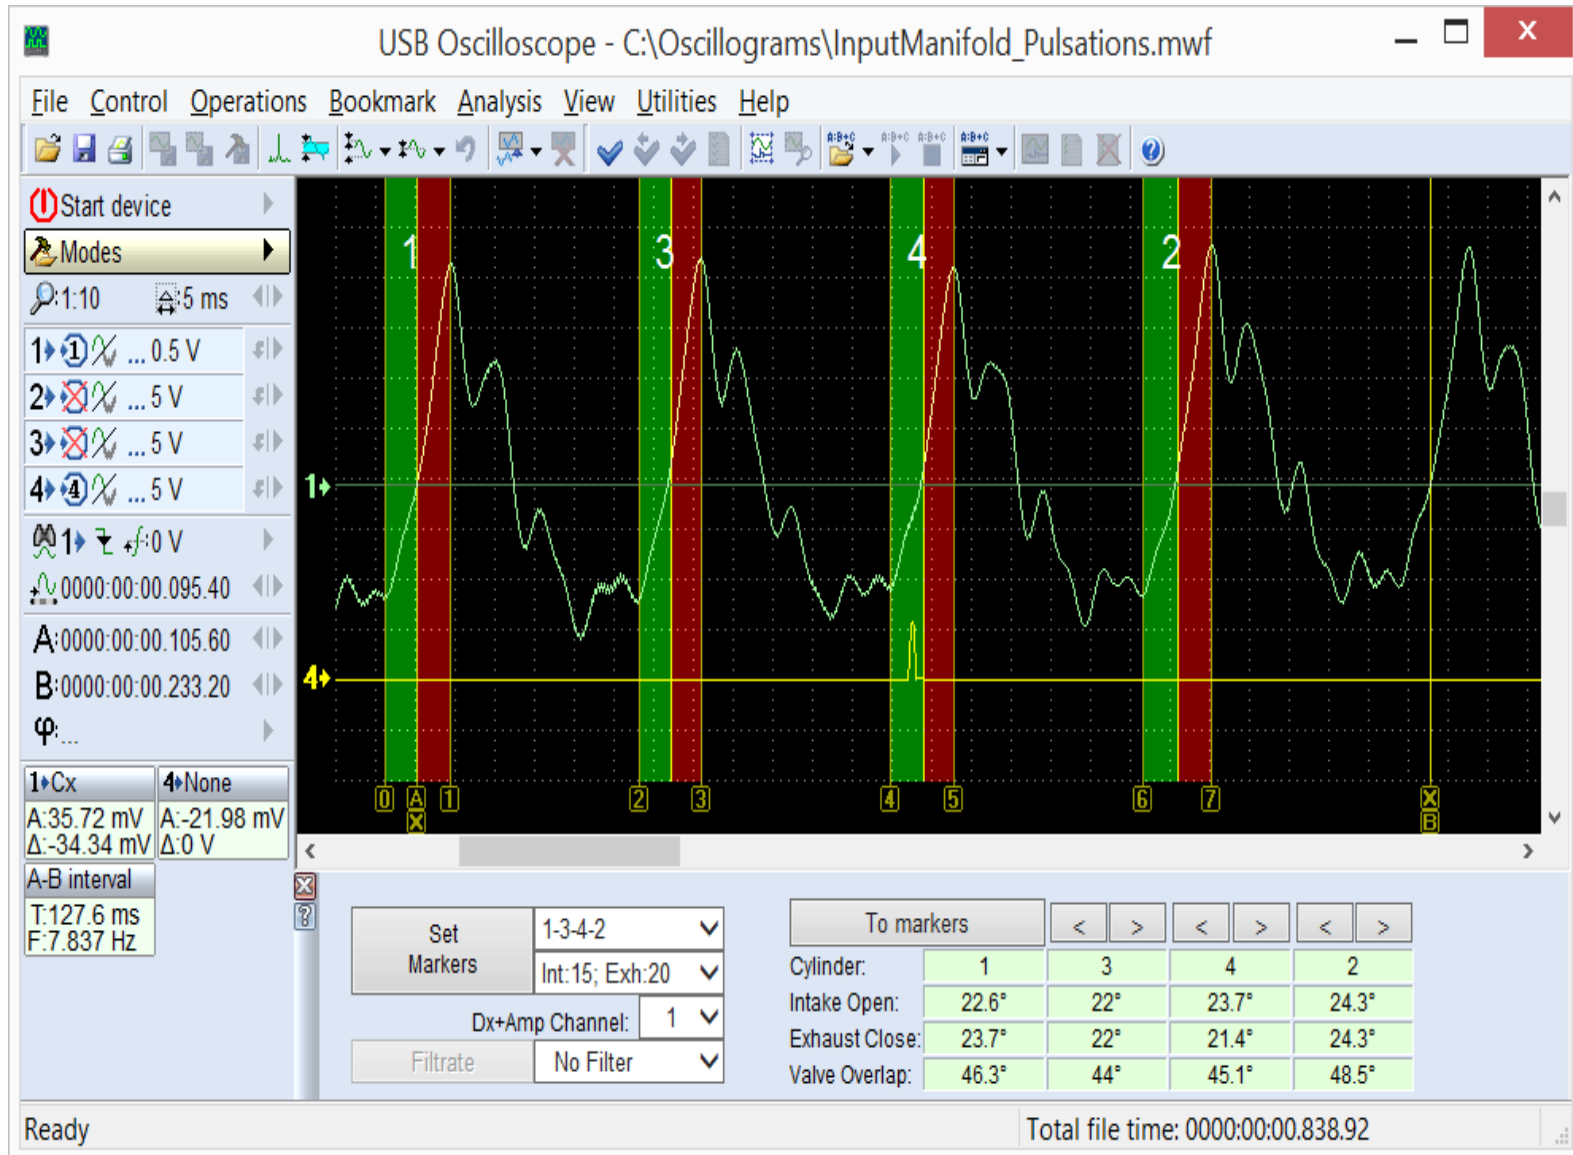 USB Oscilloscope - C:\Oscillograms\InputManifold_Pulsations.mwf
File Control Operations Bookmark Analysis View Utilities Help
A:B+C A:B+C A:B+C A:B+C
Start device
Modes
:1:10 :5 ms
1 1 ... 0.5 V
2 ... 5 V
3 ... 5 V
4 4 ... 5 V
1 f:0 V
0000:00:00.095.40
A:0000:00:00.105.60
B:0000:00:00.233.20
φ:...
1 Cx 4 None
A:35.72 mV A:-21.98 mV
Δ:-34.34 mV Δ:0 V
A-B interval
T:127.6 ms
F:7.837 Hz
1 3 4 2
1
4
0 A 1 2 3 4 5 6 7 X
X B
Set Markers
1-3-4-2
Int:15; Exh:20
Dx+Amp Channel: 1
Filtrate No Filter
To markers < > < > < >
Cylinder: 1 3 4 2
Intake Open: 22.6° 22° 23.7° 24.3°
Exhaust Close: 23.7° 22° 21.4° 24.3°
Valve Overlap: 46.3° 44° 45.1° 48.5°
Ready Total file time: 0000:00:00.838.92